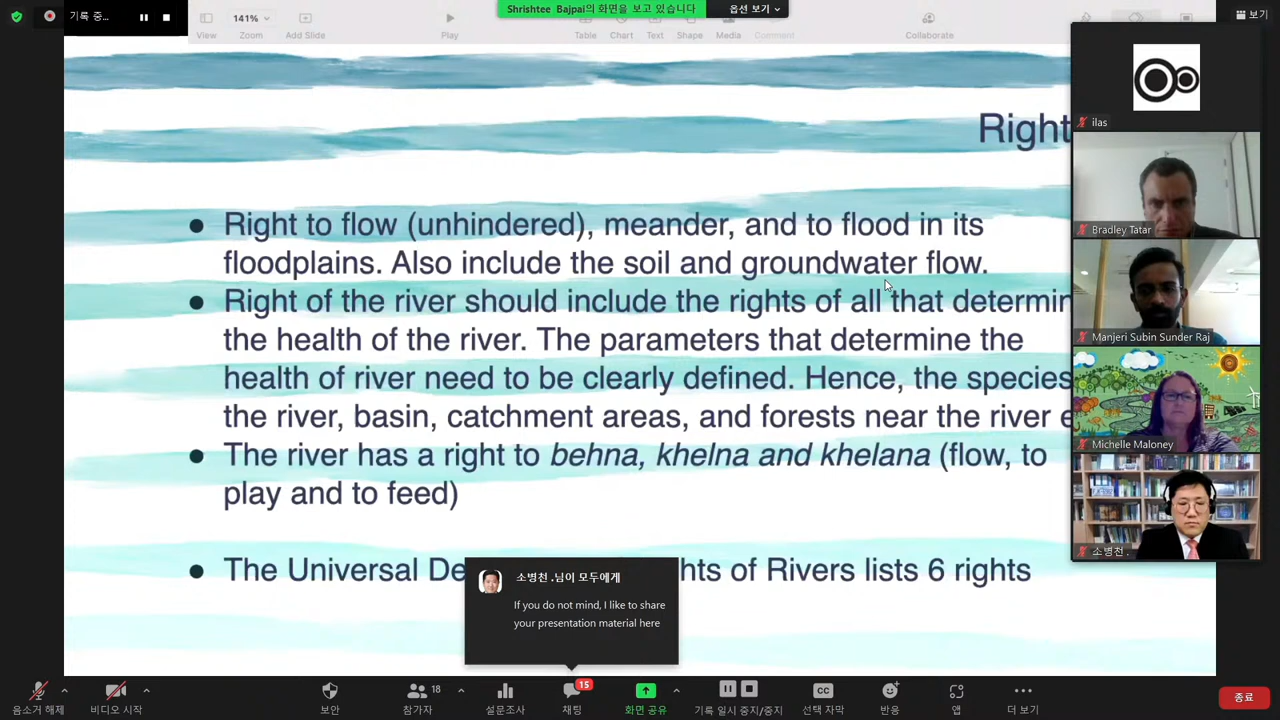 기록 중...
141%
View
Zoom
Add Slide
Play
Shrishtee Bajpai의 화면을 보고 있습니다
옵션 보기
Table
Chart
Text
Shape
Media
Comment
Collaborate
보기
Right
Right to flow (unhindered), meander, and to flood in its
floodplains. Also include the soil and groundwater flow.
Right of the river should include the rights of all that determin
the health of the river. The parameters that determine the
health of river need to be clearly defined. Hence, the species
the river, basin, catchment areas, and forests near the river e
The river has a right to behna, khelna and khelana (flow, to
play and to feed)
The Universal De
hts of Rivers lists 6 rights
소병천 .님이 모두에게
If you do not mind, I like to share
your presentation material here
ilas
Bradley Tatar
Manjeri Subin Sunder Raj
Michelle Maloney
소병천 .
음소거 해제
비디오 시작
보안
18
참가자
설문조사
15
채팅
화면 공유
기록 일시 중지/중지
CC
선택 자막
반응
앱
더 보기
종료